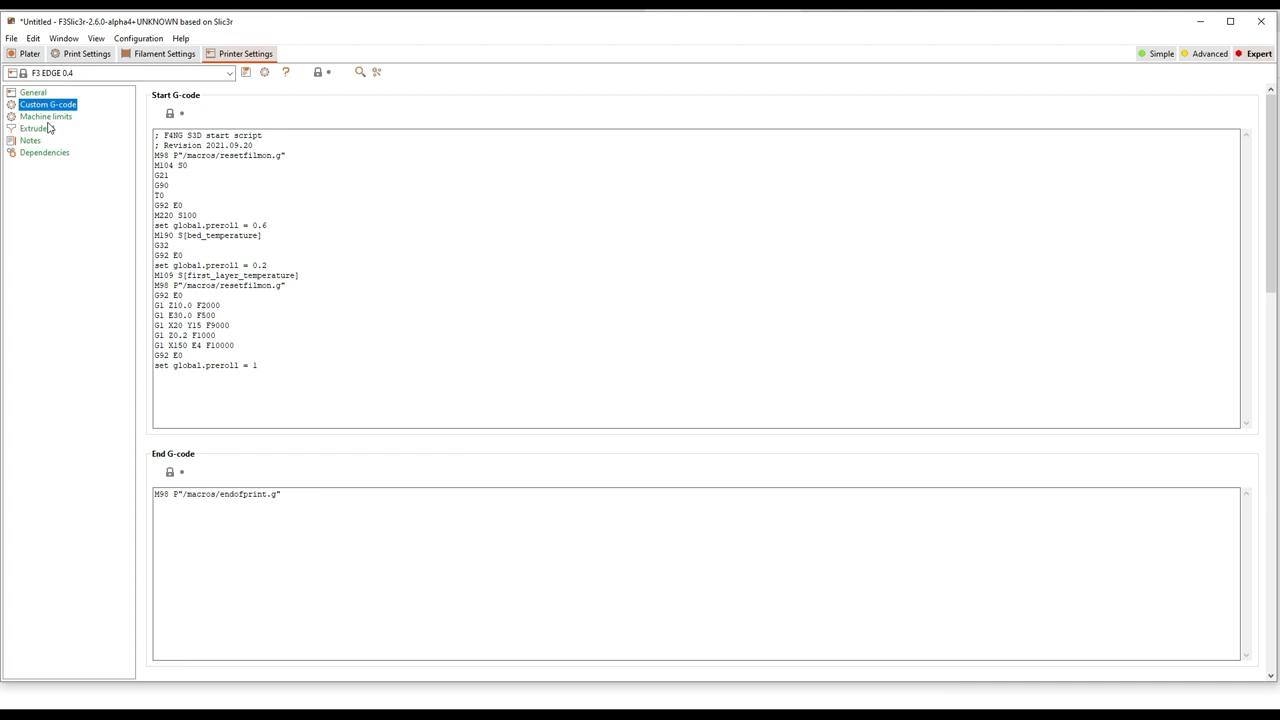 *Untitled - F3Slic3r-2.6.0-alpha4+UNKNOWN based on Slic3r
File Edit Window View Configuration Help
Plater Print Settings Filament Settings Printer Settings Simple Advanced Expert
F3 EDGE 0.4
General
Custom G-code
Machine limits
Extrude
Notes
Dependencies
Start G-code
; F4NG S3D start script
; Revision 2021.09.20
M98 P"/macros/resetfilmon.g"
M104 S0
G21
G90
T0
G92 E0
M220 S100
set global.preroll = 0.6
M190 S[bed_temperature]
G32
G92 E0
set global.preroll = 0.2
M109 S[first_layer_temperature]
M98 P"/macros/resetfilmon.g"
G92 E0
G1 Z10.0 F2000
G1 E30.0 F500
G1 X20 Y15 F9000
G1 Z0.2 F1000
G1 X150 E4 F10000
G92 E0
set global.preroll = 1
End G-code
M98 P"/macros/endofprint.g"